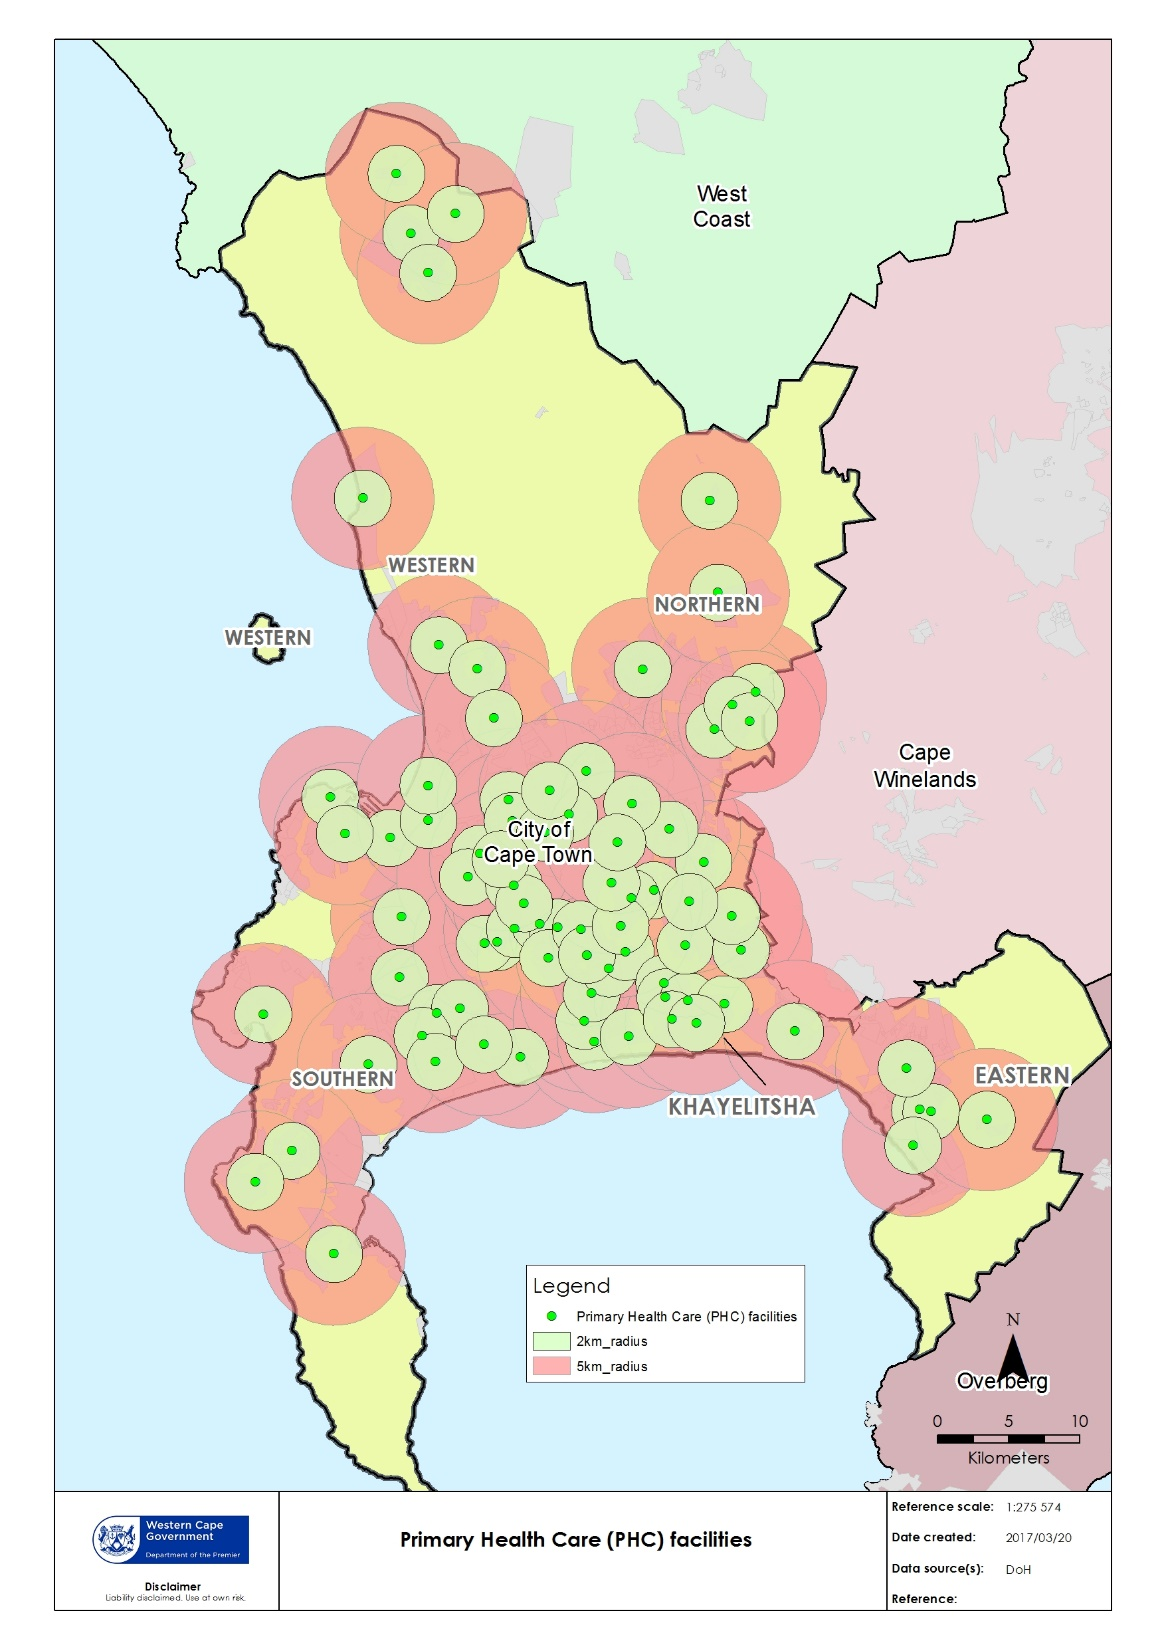 West
Coast
WESTERN
NORTHERN
WESTERN
Cape
Winelands
City of
Cape Town
EASTERN
SOUTHERN
KHAYELITSHA
Legend
Primary Health Care (PHC) facilities
2km_radius
5km_radius
N
Overberg
0 5 10
Kilometers
Western Cape
Government
Department of the Premier
Disclaimer
Liability disclaimed. Use at own risk.
Primary Health Care (PHC) facilities
Reference scale: 1:275 574
Date created: 2017/03/20
Data source(s): DoH
Reference: